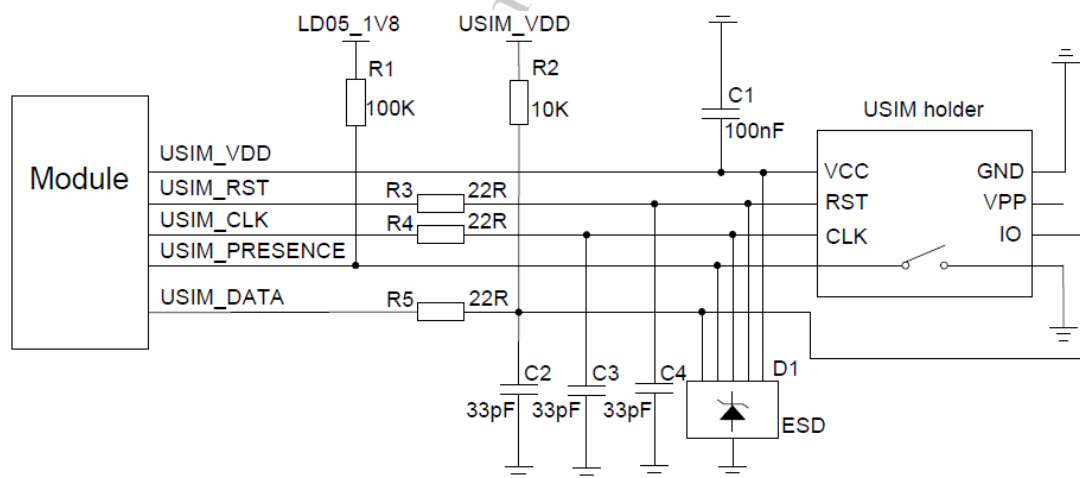 LD05_1V8
USIM_VDD
R1
100K
R2
10K
C1
100nF
USIM holder
Module
USIM_VDD
USIM_RST
USIM_CLK
USIM_PRESENCE
USIM_DATA
R3 22R
R4 22R
R5 22R
VCC GND
RST VPP
CLK IO
C2
33pF
C3
33pF
C4
33pF
D1
ESD